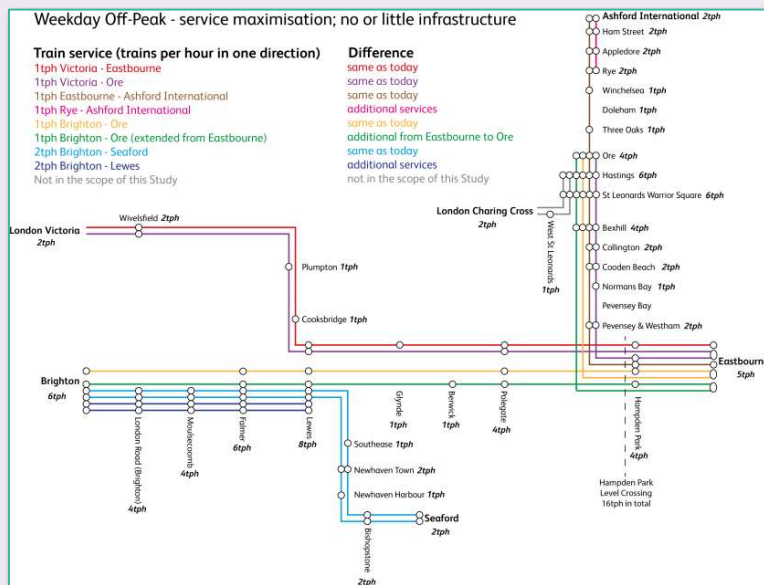 Weekday Off-Peak - service maximisation; no or little infrastructure
Train service (trains per hour in one direction)
1tph Victoria - Eastbourne
1tph Victoria - Ore
1tph Eastbourne - Ashford International
1tph Rye - Ashford International
1tph Brighton - Ore
1tph Brighton - Ore (extended from Eastbourne)
2tph Brighton - Seaford
2tph Brighton - Lewes
Not in the scope of this Study
Difference
same as today
same as today
same as today
additional services
same as today
additional from Eastbourne to Ore
same as today
additional services
not in the scope of this Study
Ashford International 2tph
Ham Street 2tph
Appledore 2tph
Rye 2tph
Winchelsea 1tph
Doleham 1tph
Three Oaks 1tph
Ore 4tph
Hastings 6tph
St Leonards Warrior Square 6tph
London Charing Cross
2tph
West St Leonards
1tph
Bexhill 4tph
Collington 2tph
Cooden Beach 2tph
Normans Bay 1tph
Pevensey Bay
Pevensey & Westham 2tph
Wivelsfield 2tph
London Victoria
2tph
Plumpton 1tph
Cooksbridge 1tph
Eastbourne
5tph
Brighton
6tph
London Road (Brighton)
4tph
Moulsecoomb
4tph
Falmer
6tph
Lewes
8tph
Glynde
1tph
Berwick
1tph
Polegate
4tph
Hampden Park
4tph
Hampden Park
Level Crossing
16tph in total
Southease 1tph
Newhaven Town 2tph
Newhaven Harbour 1tph
Seaford
2tph
Bishopstone
2tph